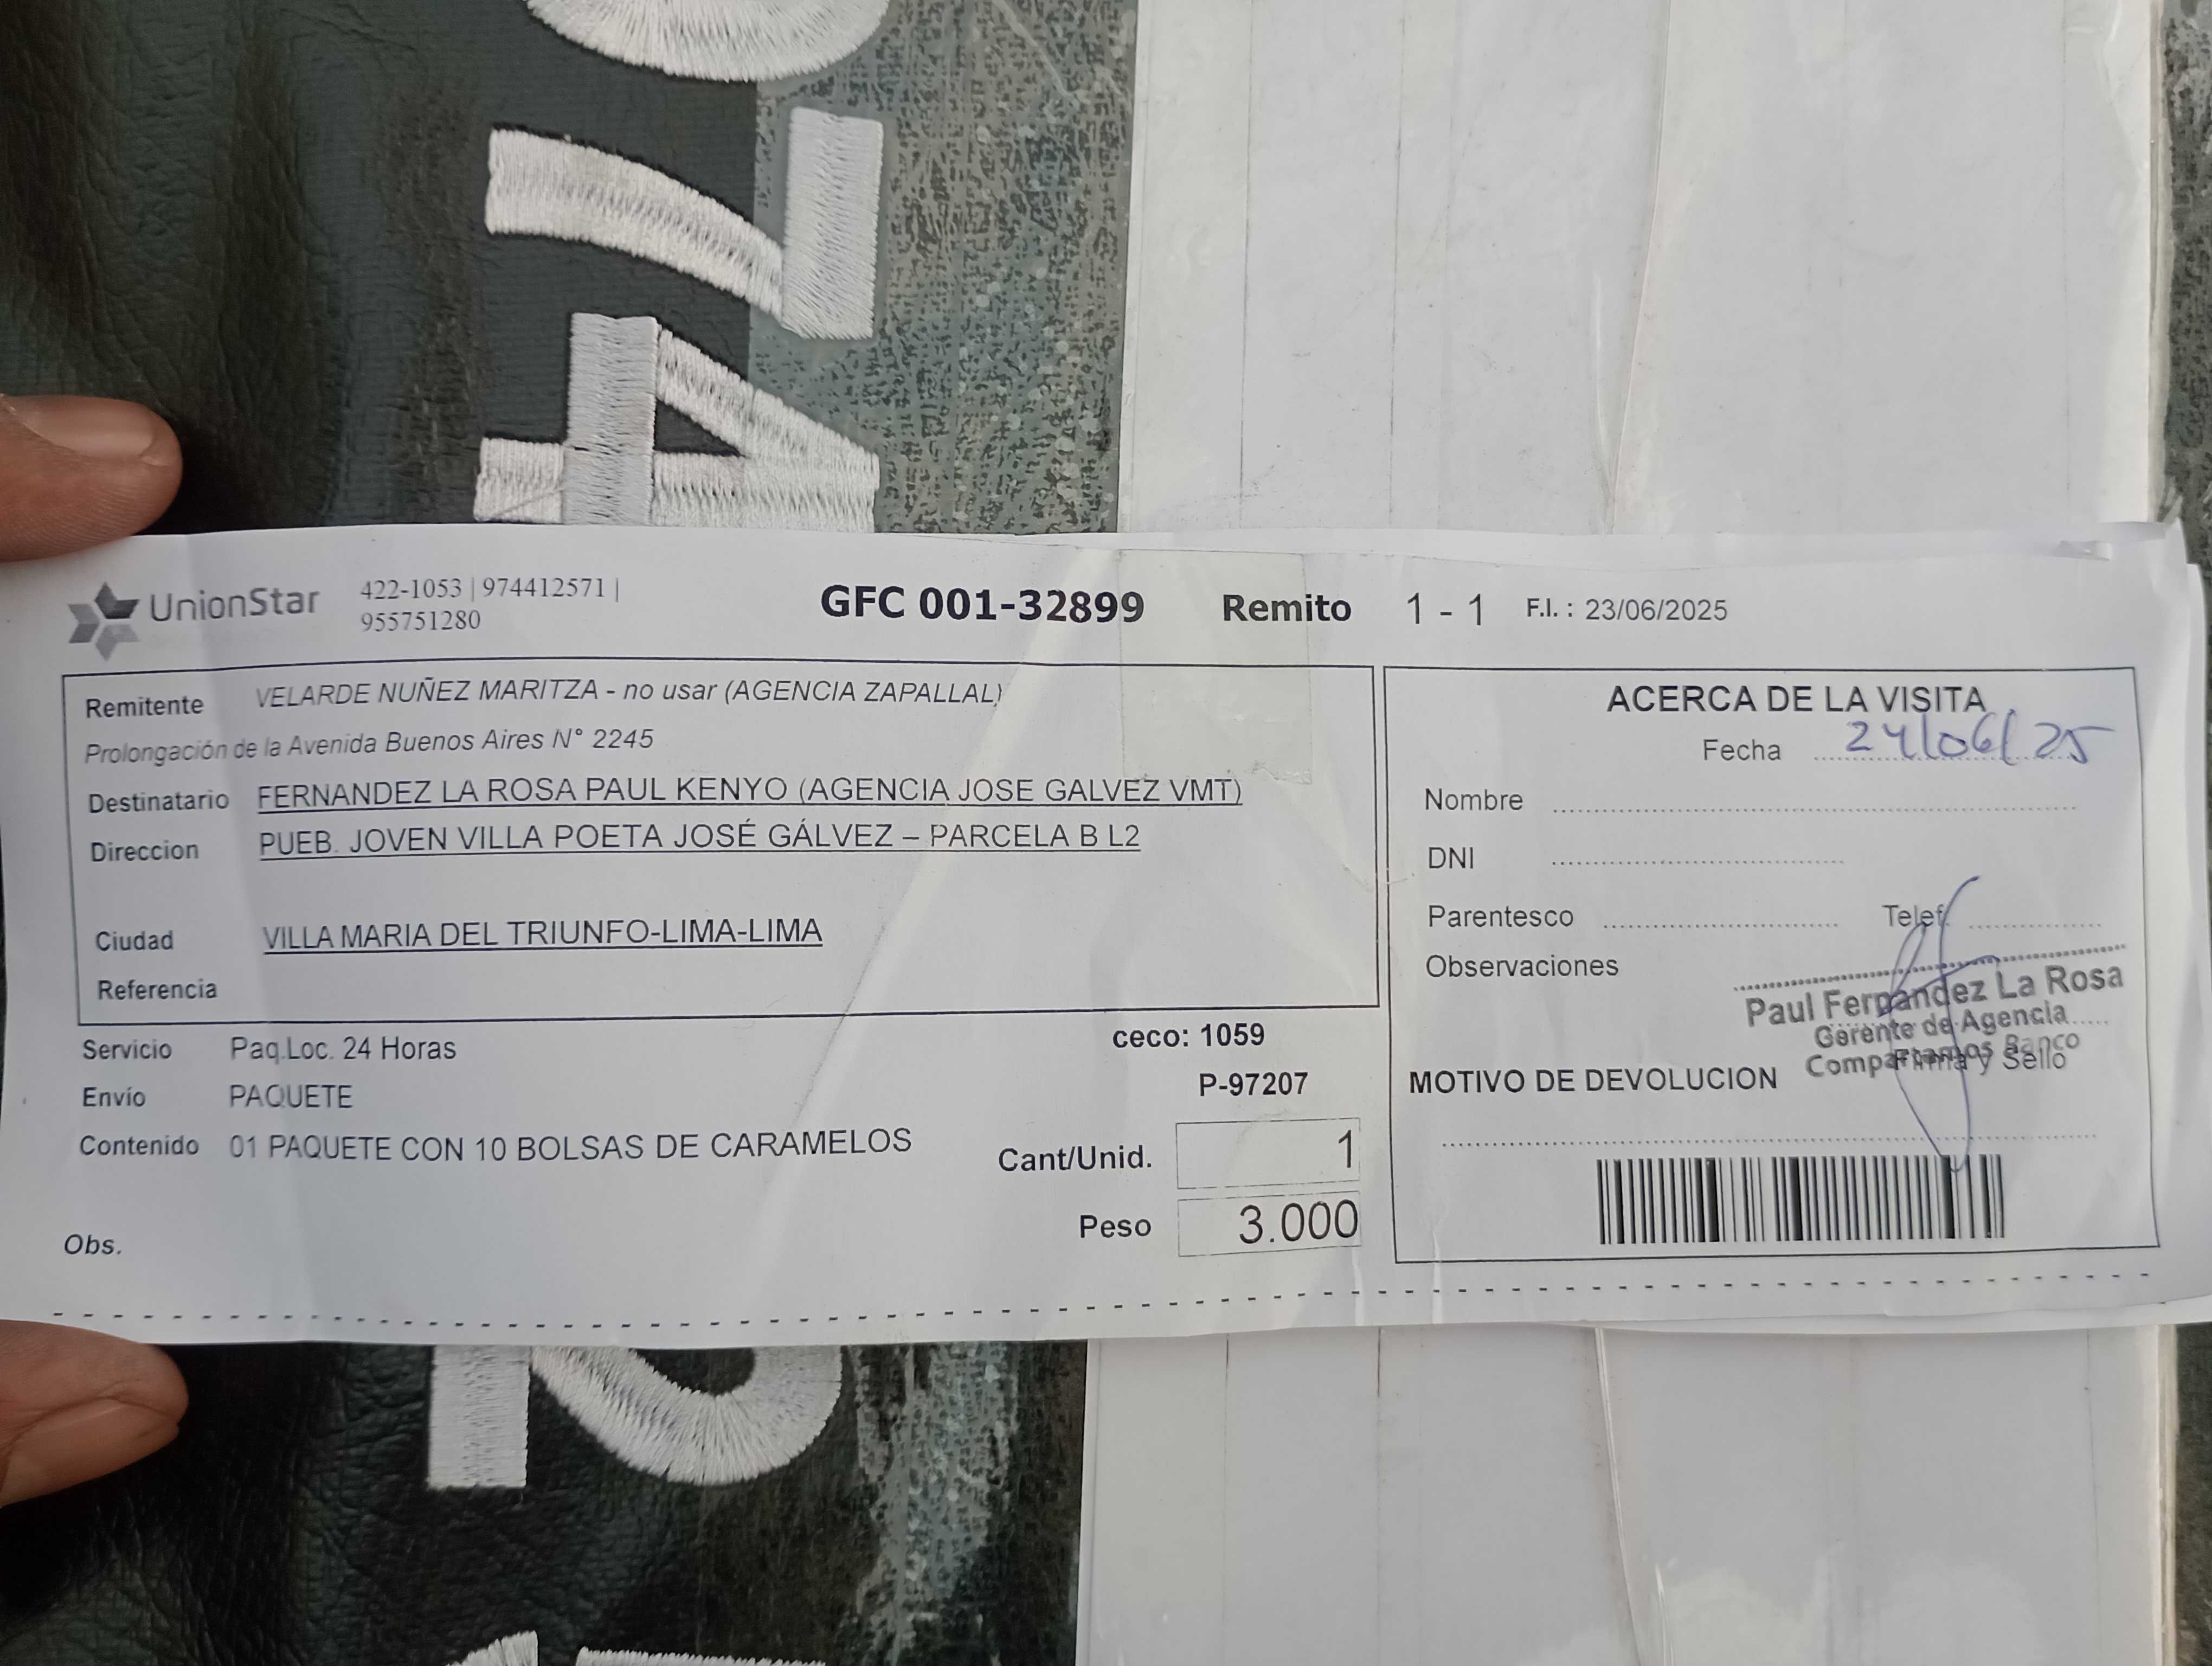 UnionStar
422-1053 | 974412571 |
955751280
GFC 001-32899 Remito 1 - 1 F.I. : 23/06/2025
Remitente VELARDE NUÑEZ MARITZA - no usar (AGENCIA ZAPALLAL)
Prolongación de la Avenida Buenos Aires N° 2245
Destinatario FERNANDEZ LA ROSA PAUL KENYO (AGENCIA JOSE GALVEZ VMT)
Direccion PUEB. JOVEN VILLA POETA JOSÉ GÁLVEZ – PARCELA B L2
Ciudad VILLA MARIA DEL TRIUNFO-LIMA-LIMA
Referencia
Servicio Paq.Loc. 24 Horas
ceco: 1059
Envío PAQUETE
P-97207
Contenido 01 PAQUETE CON 10 BOLSAS DE CARAMELOS
Cant/Unid. 1
Peso 3.000
Obs.
ACERCA DE LA VISITA
Fecha 24/06/25
Nombre
DNI
Parentesco Telef.
Observaciones
Paul Fernandez La Rosa
Gerente de Agencia
Compartamos Banco
Firma y Sello
MOTIVO DE DEVOLUCION